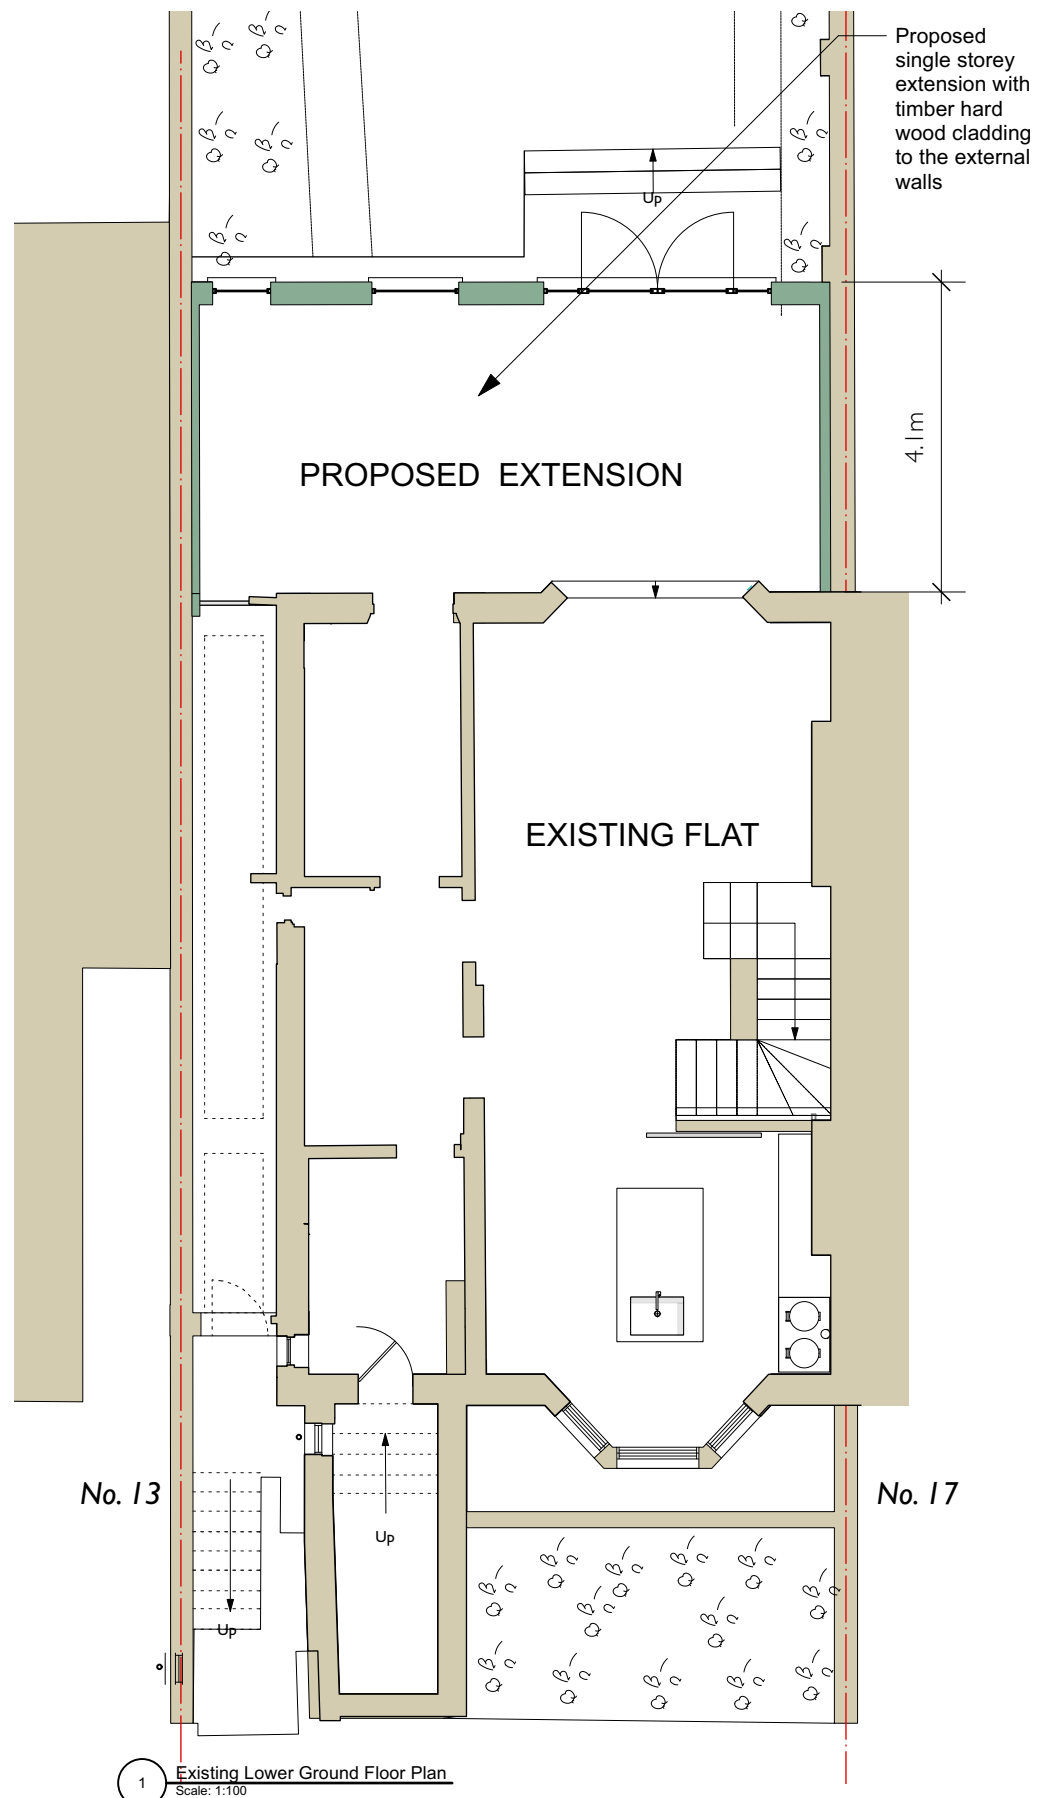 Proposed
single storey
extension with
timber hard
wood cladding
to the external
walls
Up
4.1m
PROPOSED EXTENSION
EXISTING FLAT
No. 13
No. 17
Up
Up
1
Existing Lower Ground Floor Plan
Scale: 1:100